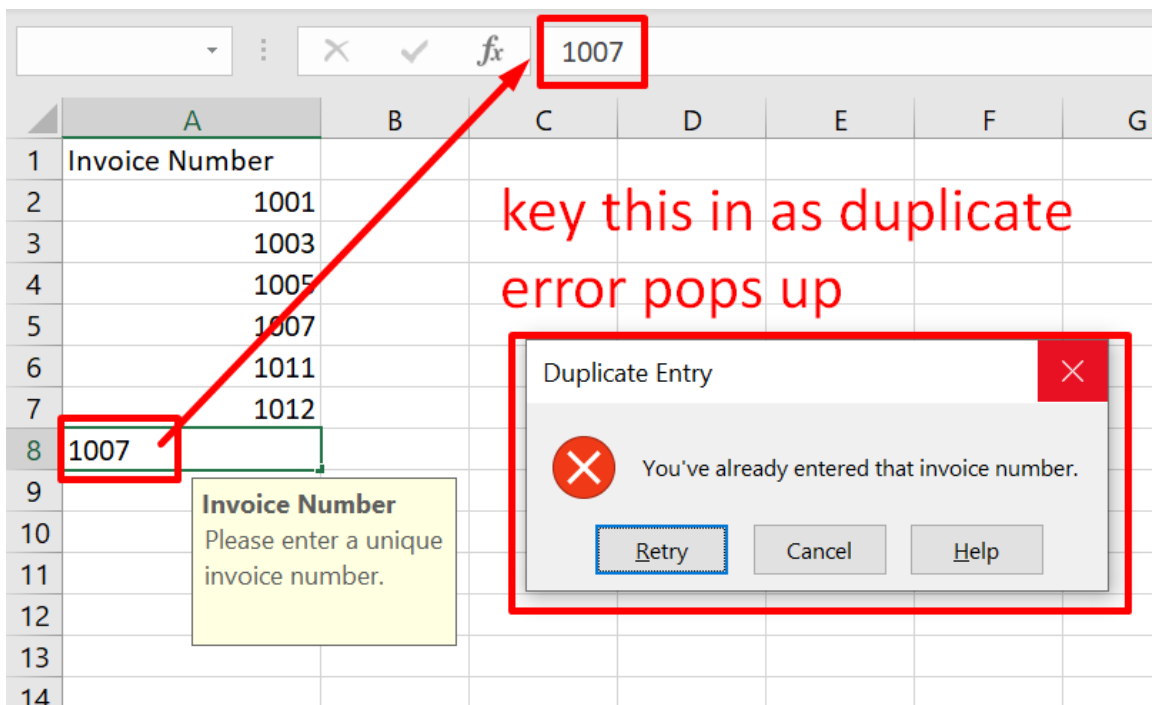 fx 1007
A B C D E F G
1 Invoice Number
2 1001
3 1003
4 1005
5 1007
6 1011
7 1012
8 1007
9
10
11
12
13
14
key this in as duplicate
error pops up
Duplicate Entry
You've already entered that invoice number.
Retry Cancel Help
Invoice Number
Please enter a unique
invoice number.